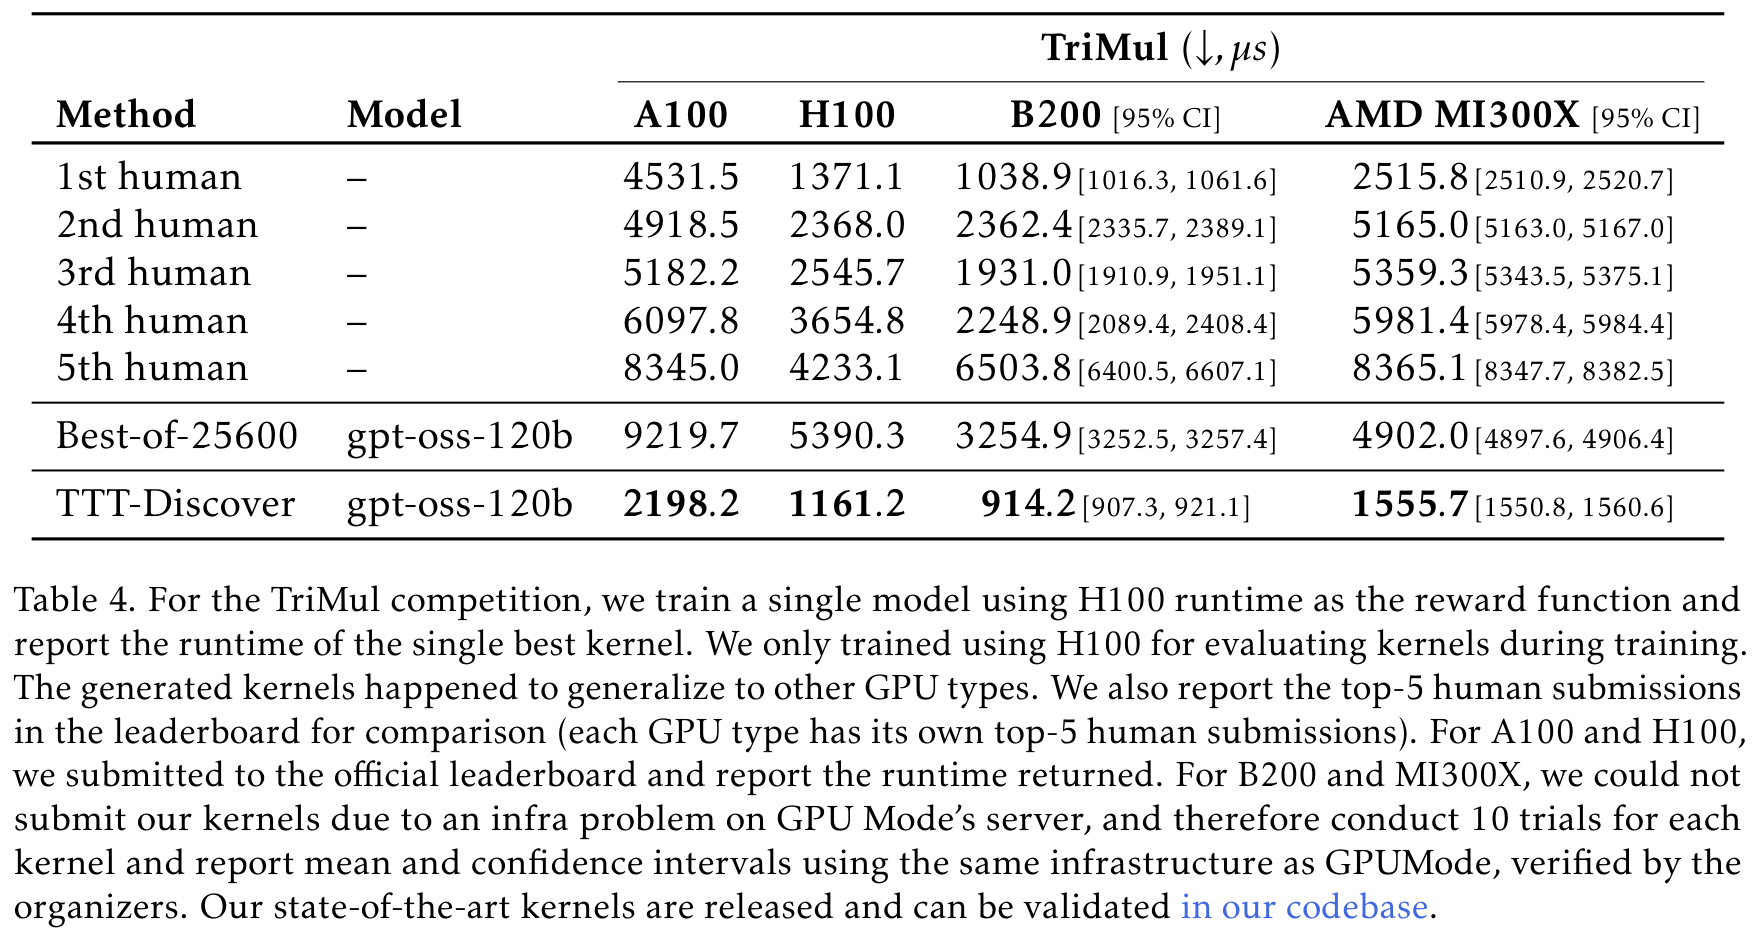 TriMul (↓, µs)
Method Model A100 H100 B200 [95% CI] AMD MI300X [95% CI]
1st human – 4531.5 1371.1 1038.9 [1016.3, 1061.6] 2515.8 [2510.9, 2520.7]
2nd human – 4918.5 2368.0 2362.4 [2335.7, 2389.1] 5165.0 [5163.0, 5167.0]
3rd human – 5182.2 2545.7 1931.0 [1910.9, 1951.1] 5359.3 [5343.5, 5375.1]
4th human – 6097.8 3654.8 2248.9 [2089.4, 2408.4] 5981.4 [5978.4, 5984.4]
5th human – 8345.0 4233.1 6503.8 [6400.5, 6607.1] 8365.1 [8347.7, 8382.5]
Best-of-25600 gpt-oss-120b 9219.7 5390.3 3254.9 [3252.5, 3257.4] 4902.0 [4897.6, 4906.4]
TTT-Discover gpt-oss-120b 2198.2 1161.2 914.2 [907.3, 921.1] 1555.7 [1550.8, 1560.6]
Table 4. For the TriMul competition, we train a single model using H100 runtime as the reward function and
report the runtime of the single best kernel. We only trained using H100 for evaluating kernels during training.
The generated kernels happened to generalize to other GPU types. We also report the top-5 human submissions
in the leaderboard for comparison (each GPU type has its own top-5 human submissions). For A100 and H100,
we submitted to the official leaderboard and report the runtime returned. For B200 and MI300X, we could not
submit our kernels due to an infra problem on GPU Mode's server, and therefore conduct 10 trials for each
kernel and report mean and confidence intervals using the same infrastructure as GPUMode, verified by the
organizers. Our state-of-the-art kernels are released and can be validated in our codebase.